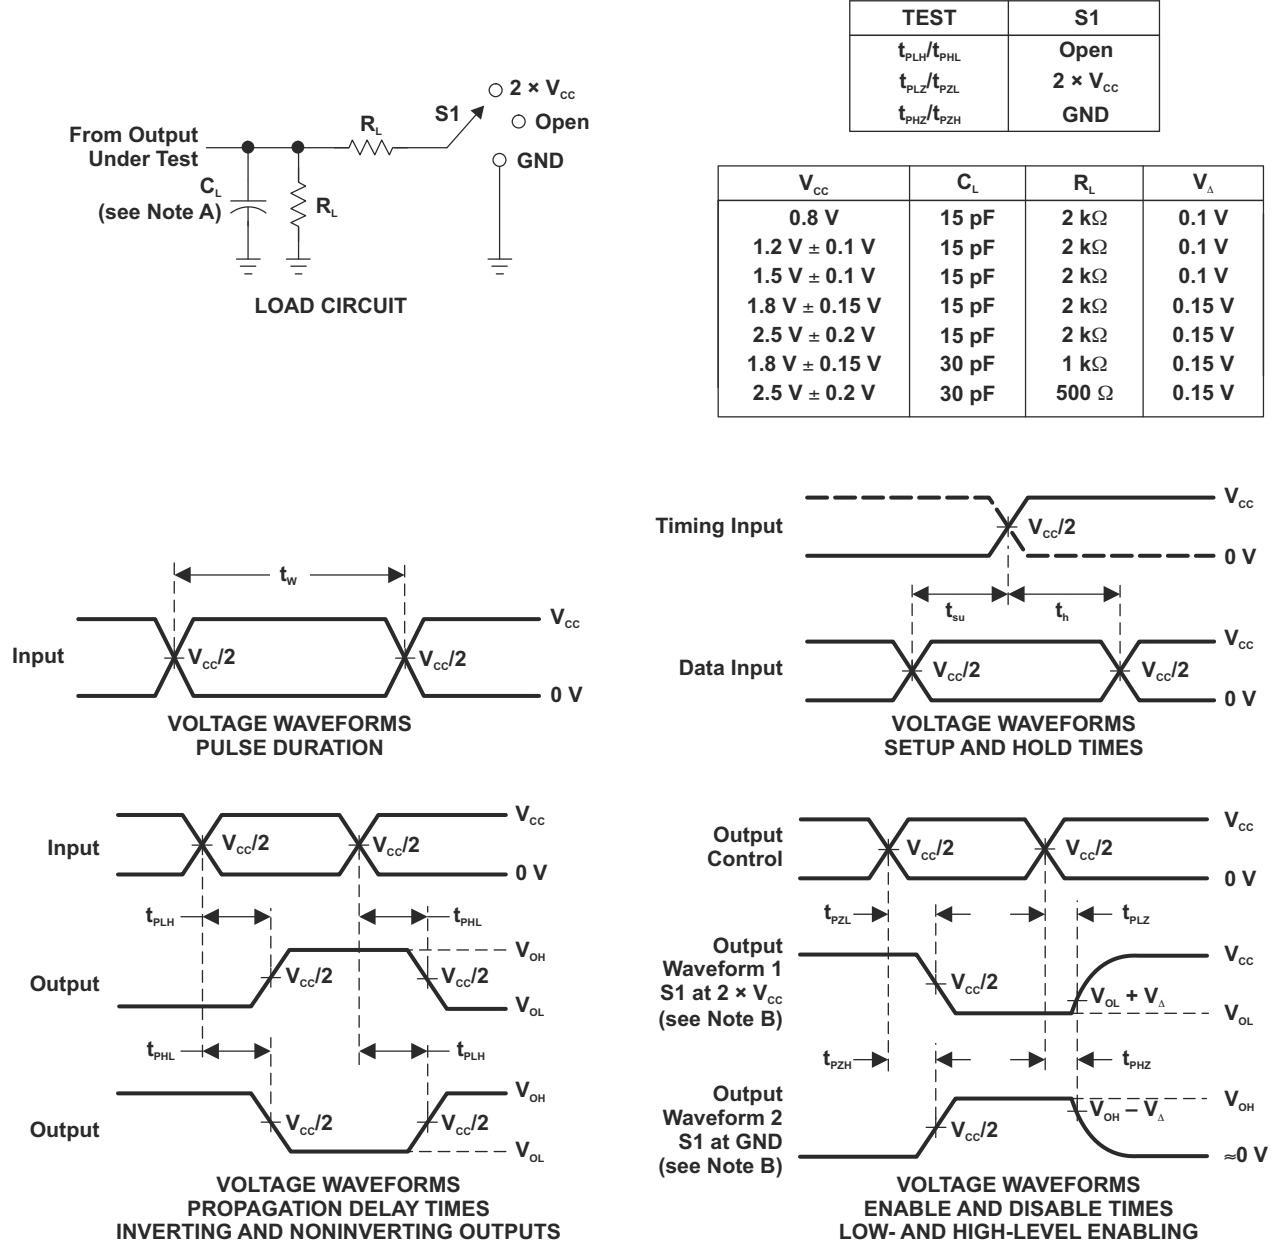 TEST S1
tPLH/tPHL Open
tPLZ/tPZL 2 × VCC
tPHZ/tPZH GND
2 × VCC
S1
Open
GND
RL
From Output
Under Test
CL
(see Note A)
RL
LOAD CIRCUIT
VCC CL RL VΔ
0.8 V 15 pF 2 kΩ 0.1 V
1.2 V ± 0.1 V 15 pF 2 kΩ 0.1 V
1.5 V ± 0.1 V 15 pF 2 kΩ 0.1 V
1.8 V ± 0.15 V 15 pF 2 kΩ 0.15 V
2.5 V ± 0.2 V 15 pF 2 kΩ 0.15 V
1.8 V ± 0.15 V 30 pF 1 kΩ 0.15 V
2.5 V ± 0.2 V 30 pF 500 Ω 0.15 V
tW
VCC
Input
VCC/2 VCC/2
0 V
VOLTAGE WAVEFORMS
PULSE DURATION
VCC
Timing Input
VCC/2
0 V
tsu th
VCC
Data Input
VCC/2 VCC/2
0 V
VOLTAGE WAVEFORMS
SETUP AND HOLD TIMES
VCC
Input
VCC/2 VCC/2
0 V
tPLH tPHL
VOH
Output
VCC/2 VCC/2
VOL
tPHL tPLH
VOH
Output
VCC/2 VCC/2
VOL
VOLTAGE WAVEFORMS
PROPAGATION DELAY TIMES
INVERTING AND NONINVERTING OUTPUTS
VCC
Output
Control
VCC/2 VCC/2
0 V
tPZL tPLZ
Output
Waveform 1
S1 at 2 × VCC
(see Note B)
VCC
VCC/2
VOL + VΔ
VOL
tPZH tPHZ
Output
Waveform 2
S1 at GND
(see Note B)
VOH
VCC/2
VOH − VΔ
≈0 V
VOLTAGE WAVEFORMS
ENABLE AND DISABLE TIMES
LOW- AND HIGH-LEVEL ENABLING